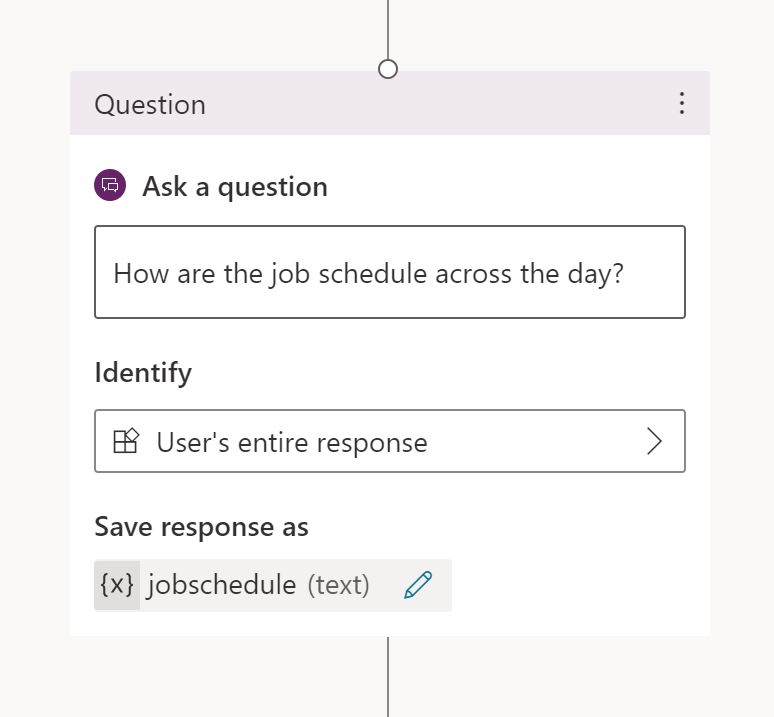 Question
Ask a question
How are the job schedule across the day?
Identify
User's entire response
Save response as
{x} jobschedule (text)